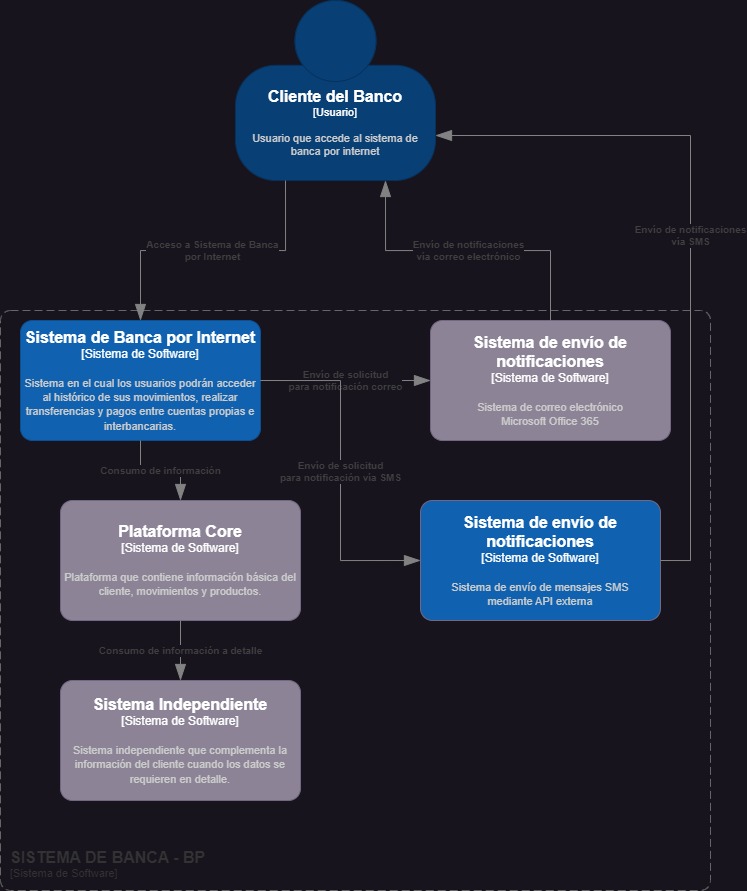 Cliente del Banco
[Usuario]
Usuario que accede al sistema de
banca por internet
Acceso a Sistema de Banca
por Internet
Envío de notificaciones
vía correo electrónico
Envío de notificaciones
vía SMS
Sistema de Banca por Internet
[Sistema de Software]
Sistema en el cual los usuarios podrán acceder
al histórico de sus movimientos, realizar
transferencias y pagos entre cuentas propias e
interbancarias.
Envío de solicitud
para notificación correo
Sistema de envío de
notificaciones
[Sistema de Software]
Sistema de correo electrónico
Microsoft Office 365
Consumo de información
Envío de solicitud
para notificación vía SMS
Plataforma Core
[Sistema de Software]
Plataforma que contiene información básica del
cliente, movimientos y productos.
Sistema de envío de
notificaciones
[Sistema de Software]
Sistema de envío de mensajes SMS
mediante API externa
Consumo de información a detalle
Sistema Independiente
[Sistema de Software]
Sistema independiente que complementa la
información del cliente cuando los datos se
requieren en detalle.
SISTEMA DE BANCA - BP
[Sistema de Software]